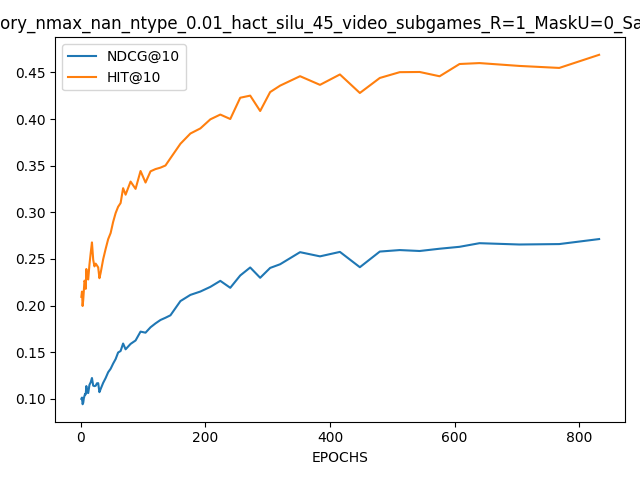 ory_nmax_nan_ntype_0.01_hact_silu_45_video_subgames_R=1_MaskU=0_Sa
NDCG@10
HIT@10
0.45
0.40
0.35
0.30
0.25
0.20
0.15
0.10
0 200 400 600 800
EPOCHS